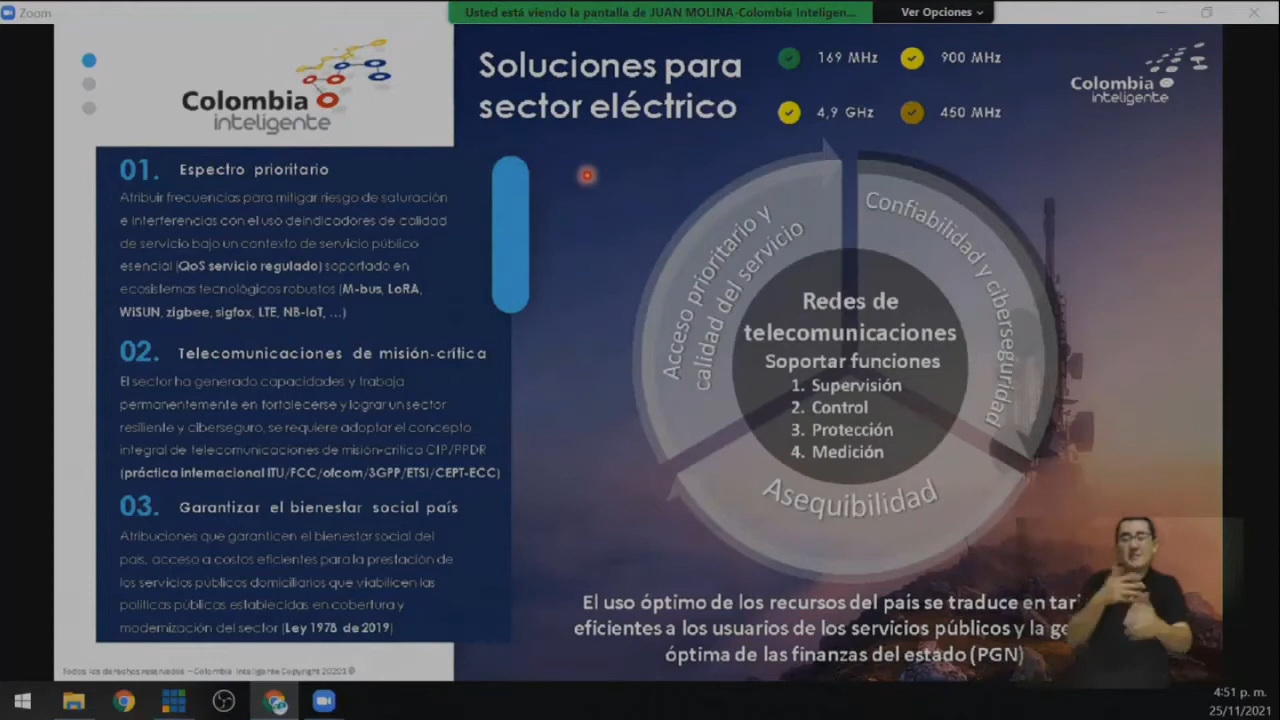 Zoom
Usted está viendo la pantalla de JUAN MOLINA-Colombia Inteligen...
Ver Opciones
Colombia
inteligente
Soluciones para
sector eléctrico
169 MHz
900 MHz
4,9 GHz
450 MHz
Colombia
inteligente
01. Espectro prioritario
Atribuir frecuencias para mitigar riesgo de saturación
e interferencias con el uso deindicadores de calidad
de servicio bajo un contexto de servicio público
esencial (QoS servicio regulado) soportado en
ecosistemas tecnológicos robustos (M-bus, LoRA,
WiSUN, zigbee, sigfox, LTE, NB-IoT, ...)
02. Telecomunicaciones de misión-crítica
El sector ha generado capacidades y trabaja
permanentemente en fortalecerse y lograr un sector
resiliente y ciberseguro, se requiere adoptar el concepto
integral de telecomunicaciones de misión-crítica CIP/PPDR
(práctica internacional ITU/FCC/ofcom/3GPP/ETSI/CEPT-ECC)
03. Garantizar el bienestar social país
Atribuciones que garanticen el bienestar social del
país, acceso a costos eficientes para la prestación de
los servicios públicos domiciliarios que viabilicen las
políticas públicas establecidas en cobertura y
modernización del sector (Ley 1978 de 2019)
Todos los derechos reservados – Colombia Inteligente Copyright 20201 ®
Acceso prioritario y
calidad del servicio
Confiabilidad y ciberseguridad
Asequibilidad
Redes de
telecomunicaciones
Soportar funciones
1. Supervisión
2. Control
3. Protección
4. Medición
El uso óptimo de los recursos del país se traduce en
eficientes a los usuarios de los servicios públicos y la
óptima de las finanzas del estado (PGN)
4:51 p. m.
25/11/2021